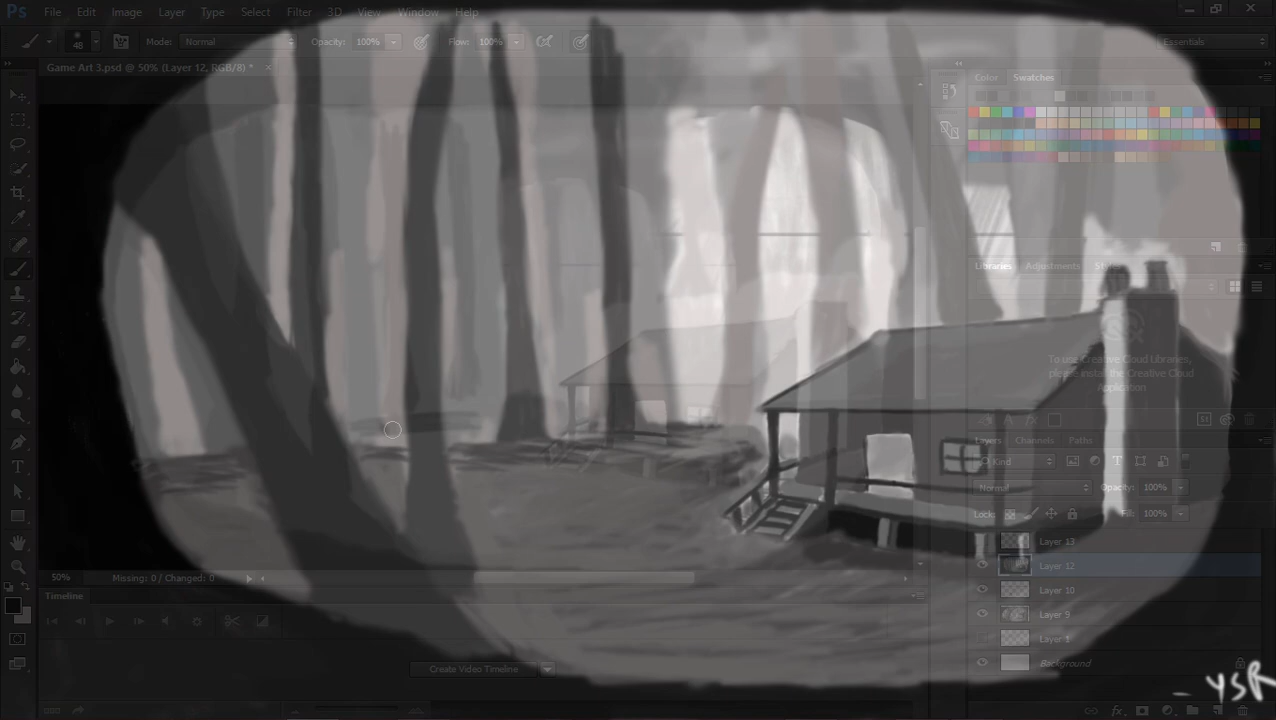 Ps File Edit Image Layer Type Select Filter 3D View Window Help
48 Mode: Normal Opacity: 100% Flow: 100% Essentials
Game Art 3.psd @ 50% (Layer 12, RGB/8) * ×
Color Swatches
Libraries Adjustments Styles
To use Creative Cloud Libraries,
please install the Creative Cloud
Application
Layers Channels Paths
Kind
Normal Opacity: 100%
Lock: Fill: 100%
Layer 13
Layer 12
Layer 10
Layer 9
Layer 1
Background
50% Missing: 0 / Changed: 0
Timeline
Create Video Timeline
- YSR